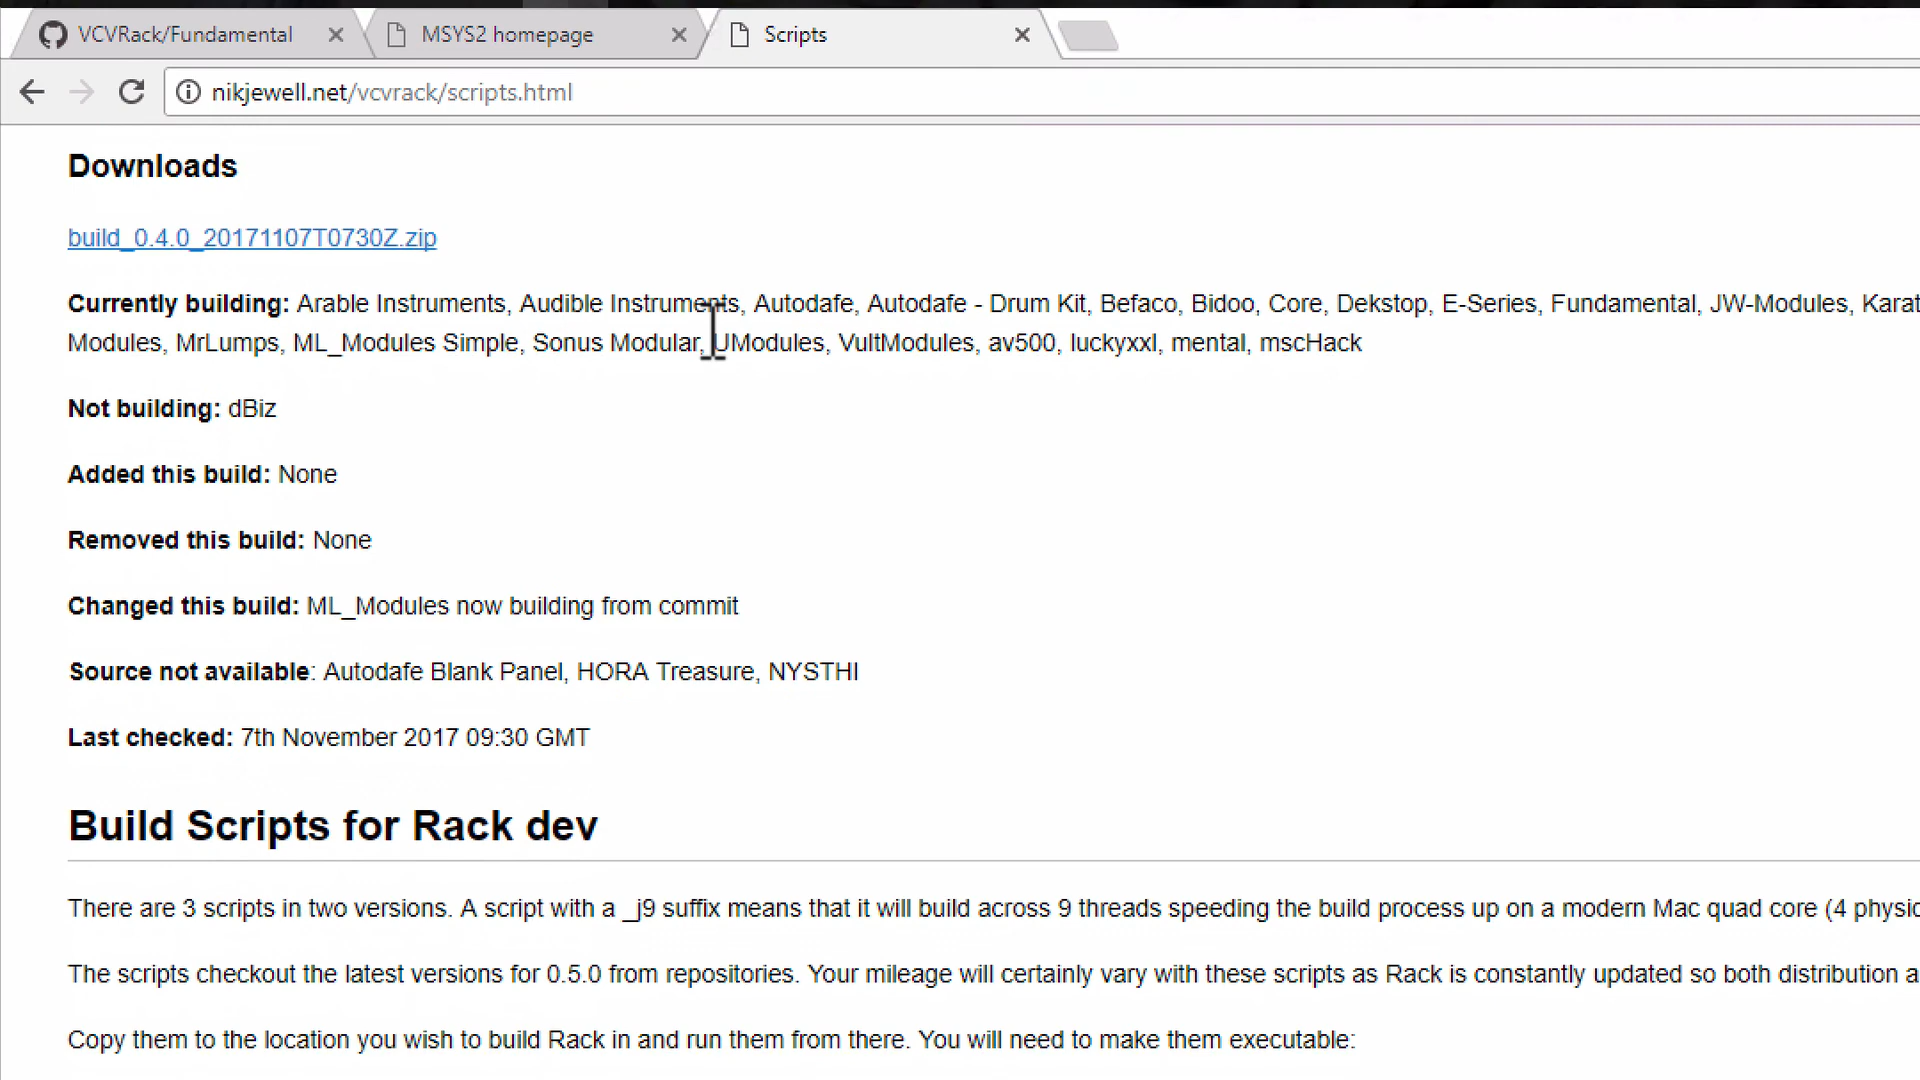 VCVRack/Fundamental
MSYS2 homepage
Scripts
nikjewell.net/vcvrack/scripts.html
Downloads
build_0.4.0_20171107T0730Z.zip
Currently building: Arable Instruments, Audible Instruments, Autodafe, Autodafe - Drum Kit, Befaco, Bidoo, Core, Dekstop, E-Series, Fundamental, JW-Modules, Karat
Modules, MrLumps, ML_Modules Simple, Sonus Modular, UModules, VultModules, av500, luckyxxl, mental, mscHack
Not building: dBiz
Added this build: None
Removed this build: None
Changed this build: ML_Modules now building from commit
Source not available: Autodafe Blank Panel, HORA Treasure, NYSTHI
Last checked: 7th November 2017 09:30 GMT
Build Scripts for Rack dev
There are 3 scripts in two versions. A script with a _j9 suffix means that it will build across 9 threads speeding the build process up on a modern Mac quad core (4 physic
The scripts checkout the latest versions for 0.5.0 from repositories. Your mileage will certainly vary with these scripts as Rack is constantly updated so both distribution a
Copy them to the location you wish to build Rack in and run them from there. You will need to make them executable: